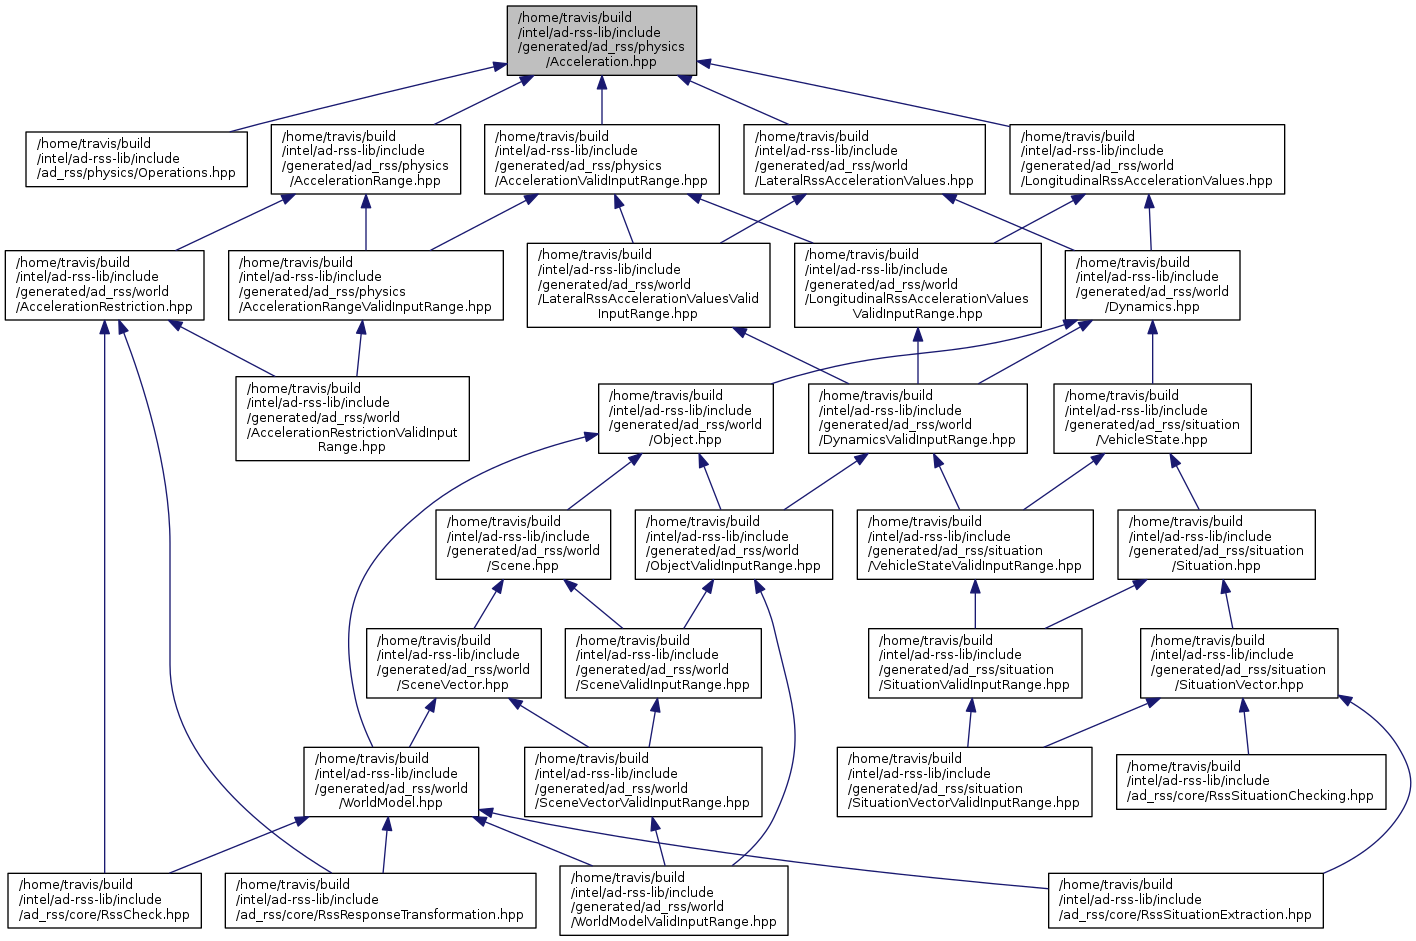 /home/travis/build
/intel/ad-rss-lib/include
/generated/ad_rss/physics
/Acceleration.hpp
/home/travis/build
/intel/ad-rss-lib/include
/ad_rss/physics/Operations.hpp
/home/travis/build
/intel/ad-rss-lib/include
/generated/ad_rss/physics
/AccelerationRange.hpp
/home/travis/build
/intel/ad-rss-lib/include
/generated/ad_rss/physics
/AccelerationValidInputRange.hpp
/home/travis/build
/intel/ad-rss-lib/include
/generated/ad_rss/world
/LateralRssAccelerationValues.hpp
/home/travis/build
/intel/ad-rss-lib/include
/generated/ad_rss/world
/LongitudinalRssAccelerationValues.hpp
/home/travis/build
/intel/ad-rss-lib/include
/generated/ad_rss/world
/AccelerationRestriction.hpp
/home/travis/build
/intel/ad-rss-lib/include
/generated/ad_rss/physics
/AccelerationRangeValidInputRange.hpp
/home/travis/build
/intel/ad-rss-lib/include
/generated/ad_rss/world
/LateralRssAccelerationValuesValid
InputRange.hpp
/home/travis/build
/intel/ad-rss-lib/include
/generated/ad_rss/world
/LongitudinalRssAccelerationValues
ValidInputRange.hpp
/home/travis/build
/intel/ad-rss-lib/include
/generated/ad_rss/world
/Dynamics.hpp
/home/travis/build
/intel/ad-rss-lib/include
/generated/ad_rss/world
/AccelerationRestrictionValidInput
Range.hpp
/home/travis/build
/intel/ad-rss-lib/include
/generated/ad_rss/world
/Object.hpp
/home/travis/build
/intel/ad-rss-lib/include
/generated/ad_rss/world
/DynamicsValidInputRange.hpp
/home/travis/build
/intel/ad-rss-lib/include
/generated/ad_rss/situation
/VehicleState.hpp
/home/travis/build
/intel/ad-rss-lib/include
/generated/ad_rss/world
/Scene.hpp
/home/travis/build
/intel/ad-rss-lib/include
/generated/ad_rss/world
/ObjectValidInputRange.hpp
/home/travis/build
/intel/ad-rss-lib/include
/generated/ad_rss/situation
/VehicleStateValidInputRange.hpp
/home/travis/build
/intel/ad-rss-lib/include
/generated/ad_rss/situation
/Situation.hpp
/home/travis/build
/intel/ad-rss-lib/include
/generated/ad_rss/world
/SceneVector.hpp
/home/travis/build
/intel/ad-rss-lib/include
/generated/ad_rss/world
/SceneValidInputRange.hpp
/home/travis/build
/intel/ad-rss-lib/include
/generated/ad_rss/situation
/SituationValidInputRange.hpp
/home/travis/build
/intel/ad-rss-lib/include
/generated/ad_rss/situation
/SituationVector.hpp
/home/travis/build
/intel/ad-rss-lib/include
/generated/ad_rss/world
/WorldModel.hpp
/home/travis/build
/intel/ad-rss-lib/include
/generated/ad_rss/world
/SceneVectorValidInputRange.hpp
/home/travis/build
/intel/ad-rss-lib/include
/generated/ad_rss/situation
/SituationVectorValidInputRange.hpp
/home/travis/build
/intel/ad-rss-lib/include
/ad_rss/core/RssSituationChecking.hpp
/home/travis/build
/intel/ad-rss-lib/include
/ad_rss/core/RssCheck.hpp
/home/travis/build
/intel/ad-rss-lib/include
/ad_rss/core/RssResponseTransformation.hpp
/home/travis/build
/intel/ad-rss-lib/include
/generated/ad_rss/world
/WorldModelValidInputRange.hpp
/home/travis/build
/intel/ad-rss-lib/include
/ad_rss/core/RssSituationExtraction.hpp